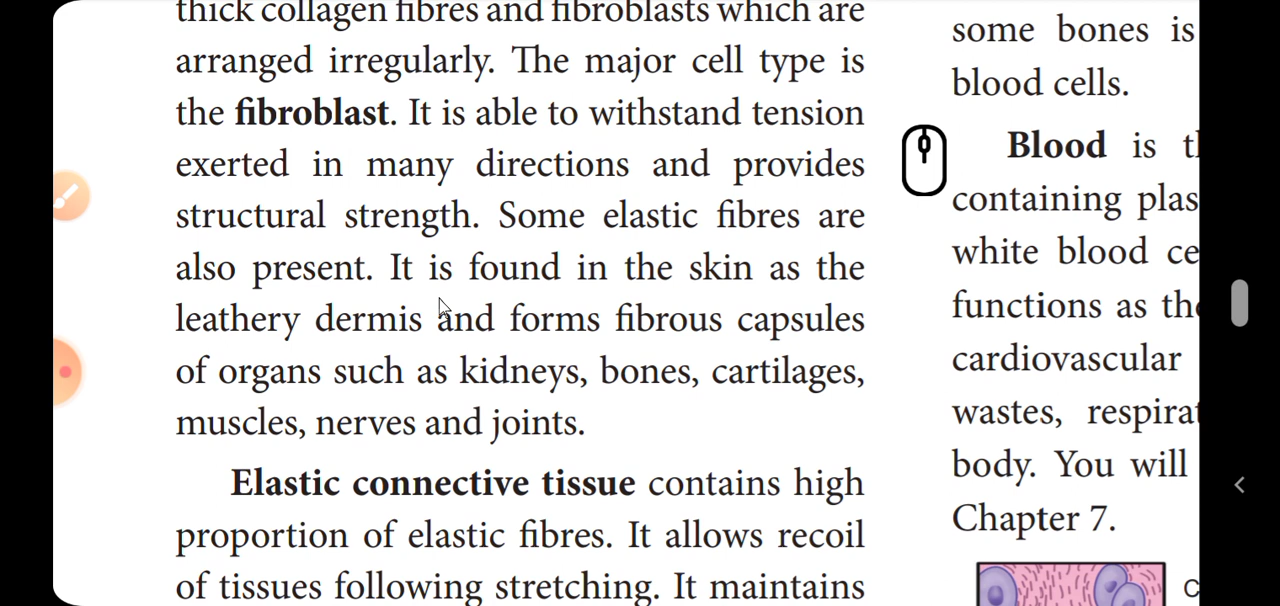 thick collagen fibres and fibroblasts which are
arranged irregularly. The major cell type is
the fibroblast. It is able to withstand tension
exerted in many directions and provides
structural strength. Some elastic fibres are
also present. It is found in the skin as the
leathery dermis and forms fibrous capsules
of organs such as kidneys, bones, cartilages,
muscles, nerves and joints.
Elastic connective tissue contains high
proportion of elastic fibres. It allows recoil
of tissues following stretching. It maintains
some bones is
blood cells.
Blood is
containing
white blood
functions as
cardiovascular
wastes,
body. You will
Chapter 7.